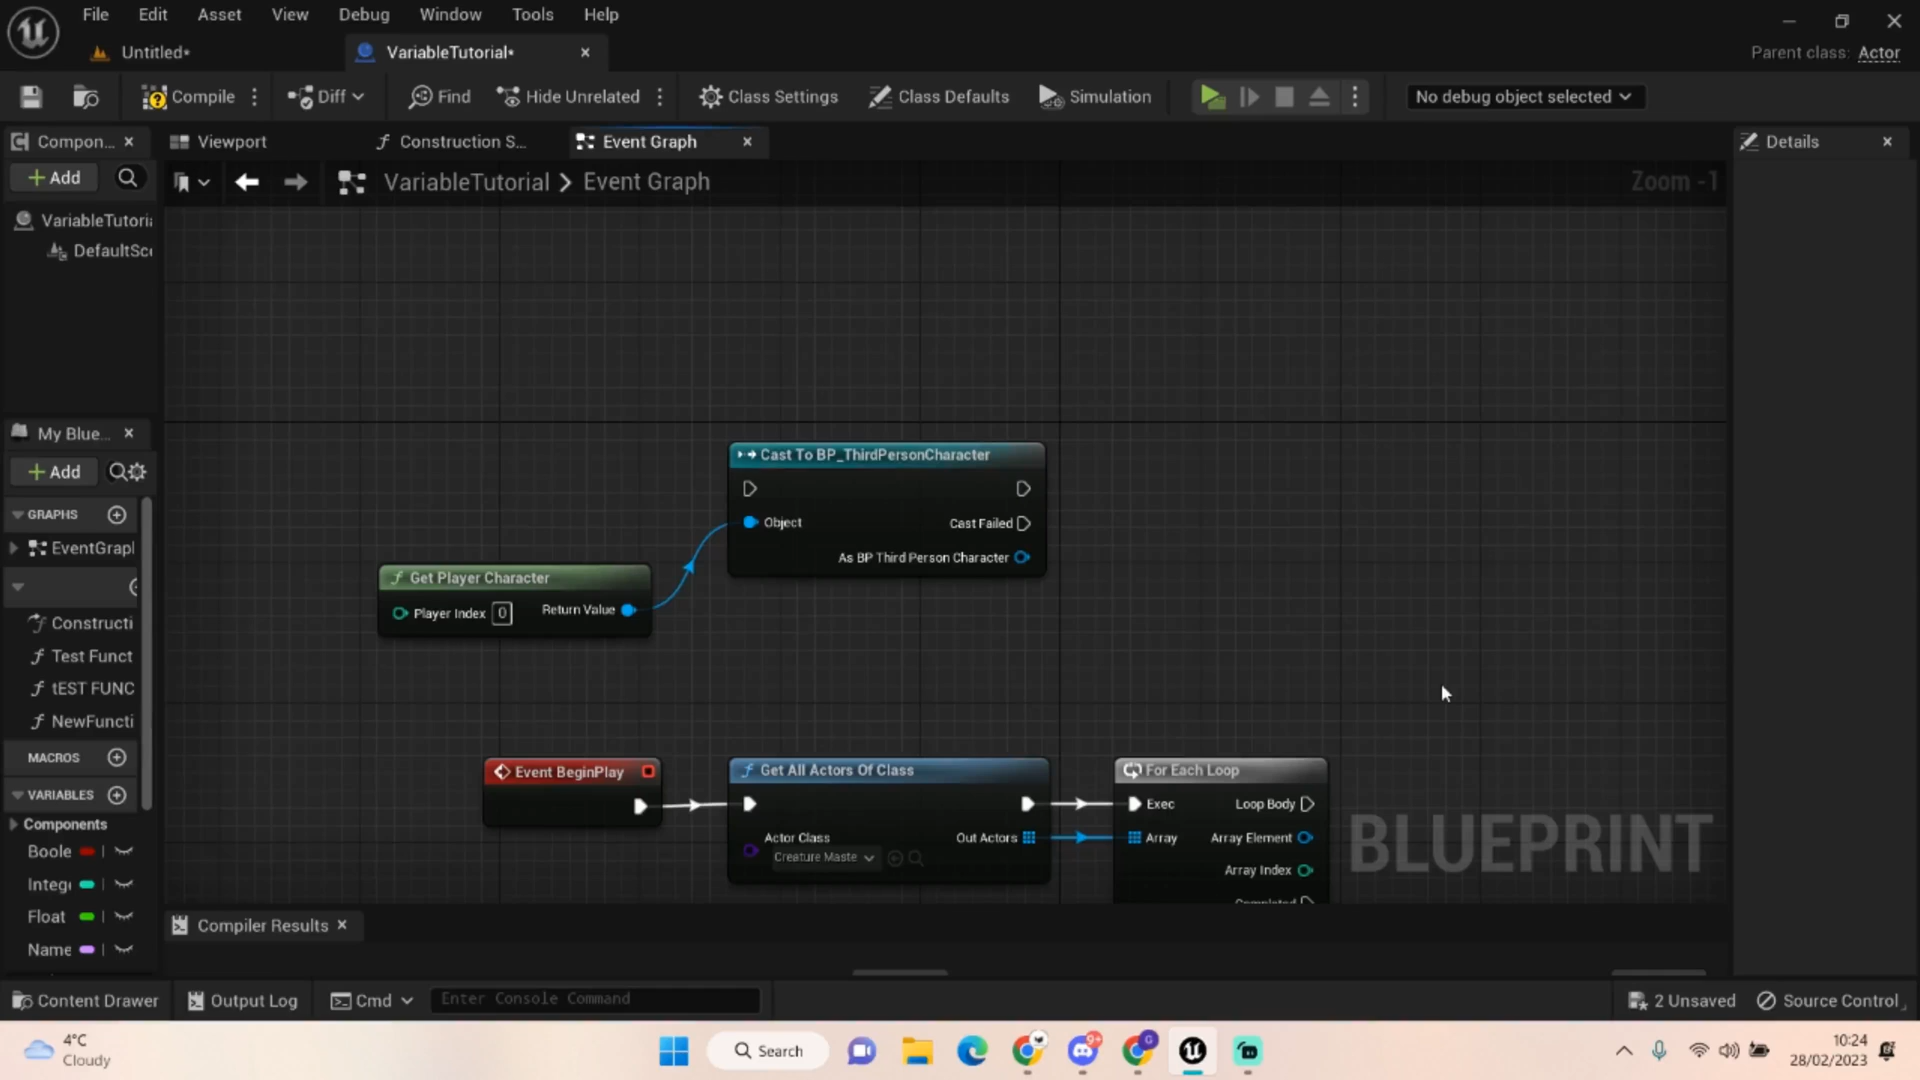 File Edit Asset View Debug Window Tools Help
Untitled*
VariableTutorial*
Parent class: Actor
Compile
Diff
Find
Hide Unrelated
Class Settings
Class Defaults
Simulation
No debug object selected
Compon...
Viewport
Construction S...
Event Graph
Details
+ Add
VariableTutorial > Event Graph
Zoom -1
VariableTutoria
DefaultSce
Cast To BP_ThirdPersonCharacter
Object
Cast Failed
As BP Third Person Character
Get Player Character
Player Index 0
Return Value
My Blue...
+ Add
GRAPHS
EventGrapl
Constructi
Test Funct
tEST FUNC
NewFuncti
MACROS
VARIABLES
Components
Boole
Integ
Float
Name
Event BeginPlay
Get All Actors Of Class
Actor Class
Creature Maste
Out Actors
For Each Loop
Exec
Loop Body
Array
Array Element
Array Index
Completed
BLUEPRINT
Compiler Results
Content Drawer
Output Log
Cmd
Enter Console Command
2 Unsaved
Source Control
4°C
Cloudy
Search
9+
G
10:24
28/02/2023